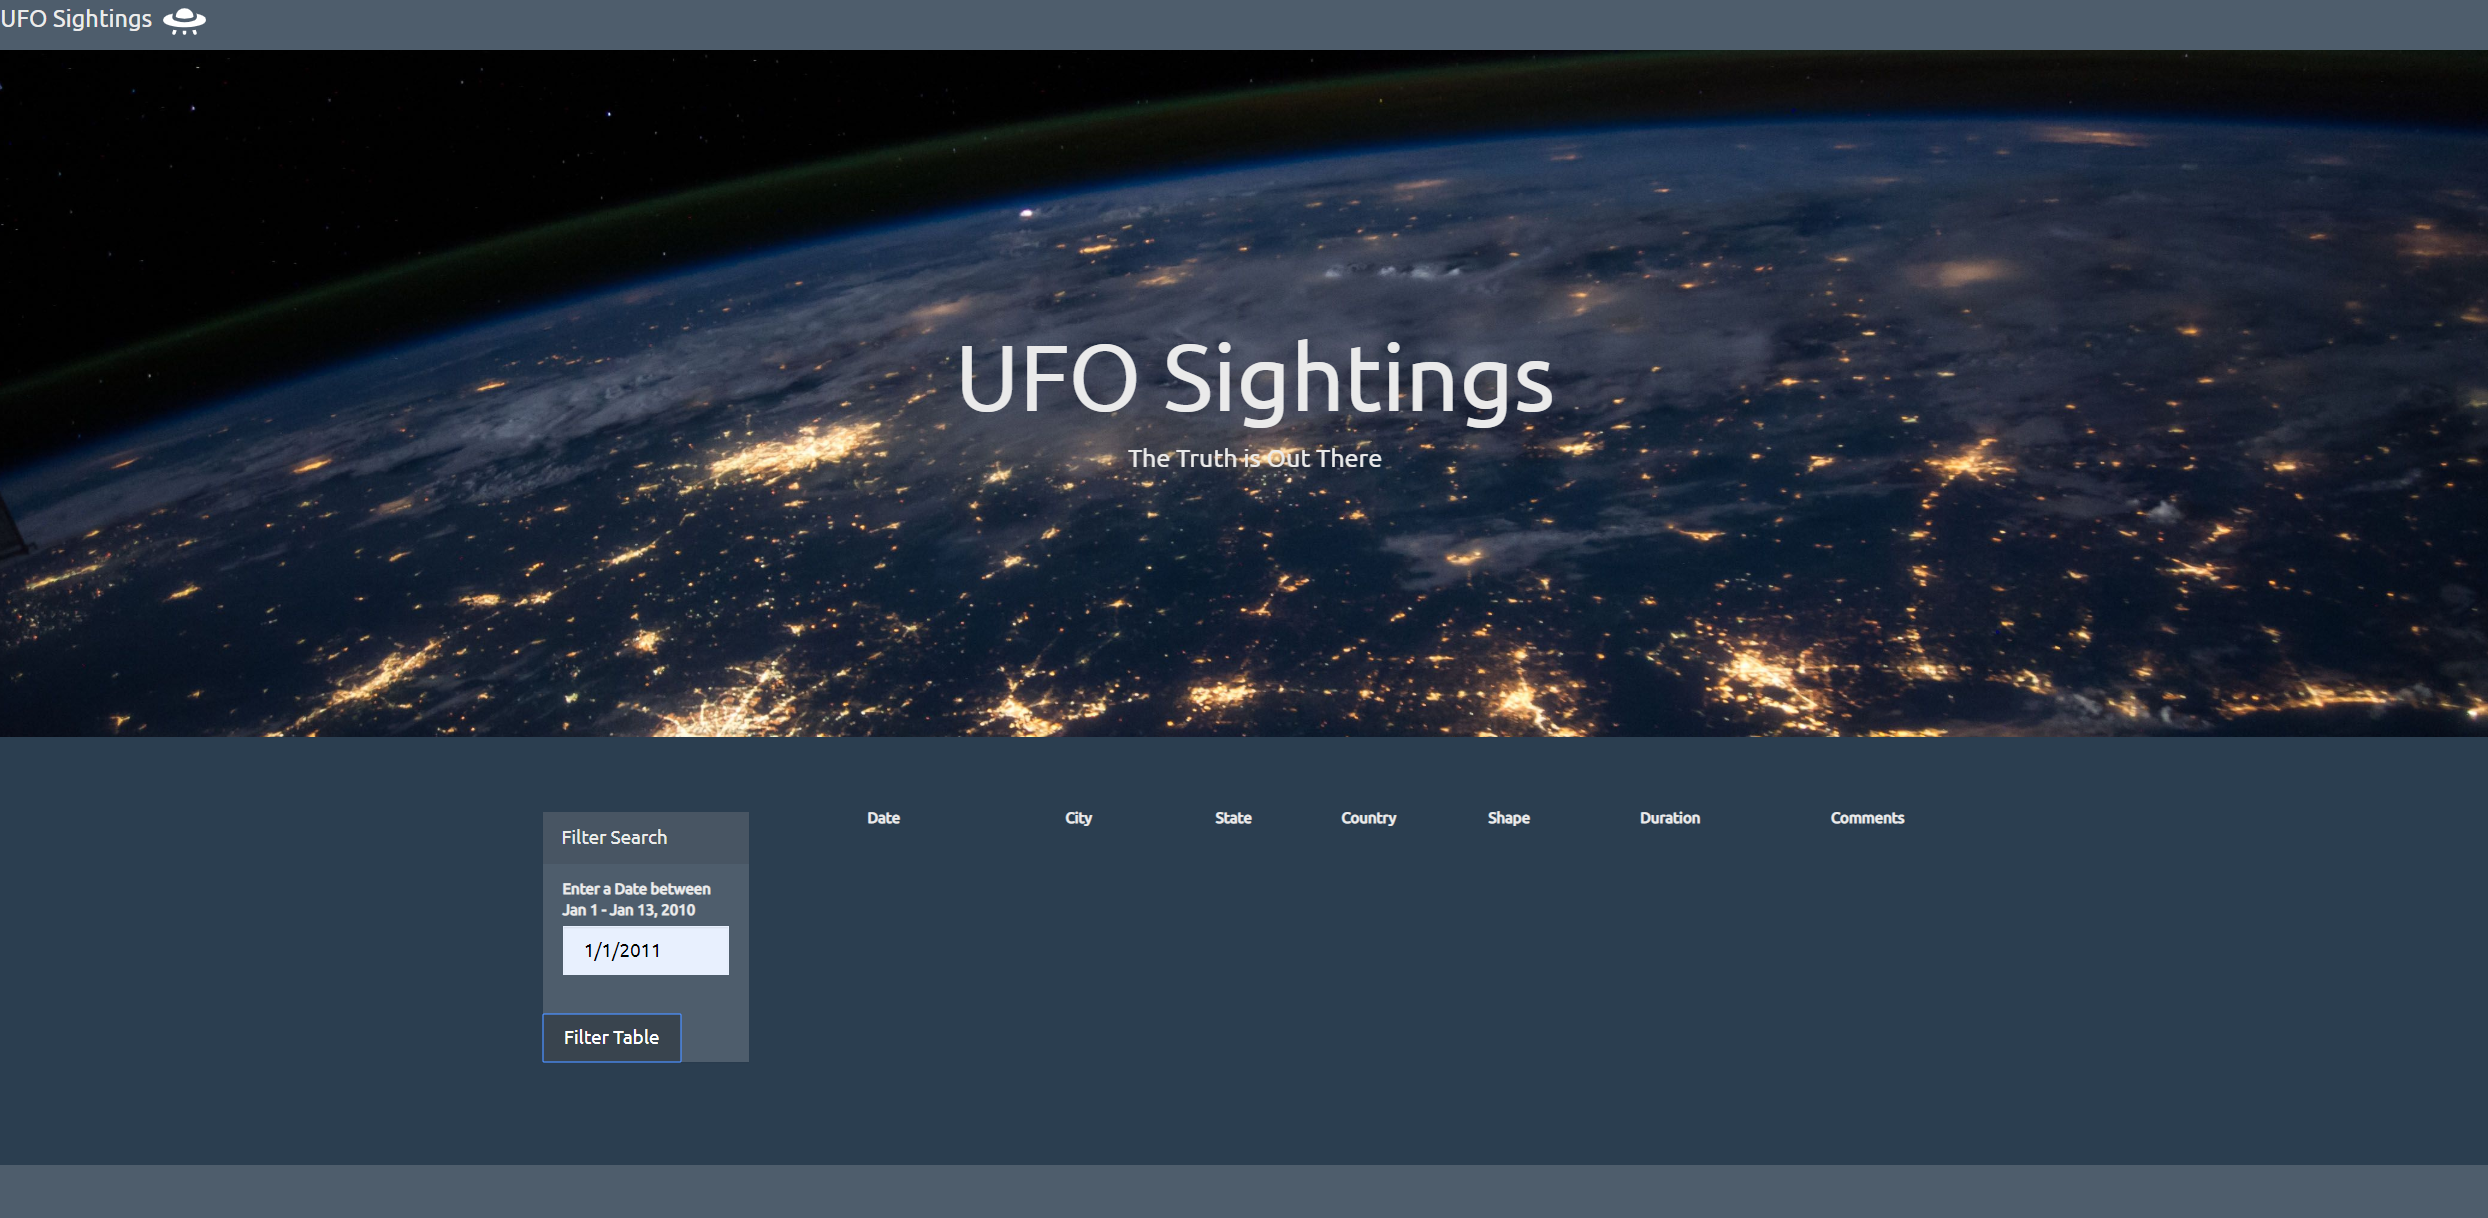 UFO Sightings
UFO Sightings
The Truth is Out There
Filter Search
Enter a Date between
Jan 1 - Jan 13, 2010
1/1/2011
Filter Table
Date City State Country Shape Duration Comments